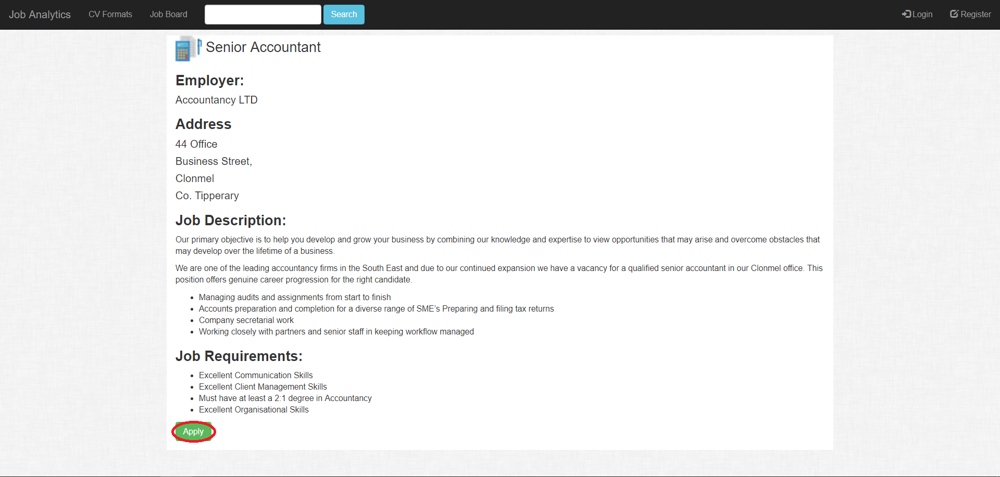 Job Analytics CV Formats Job Board Search Login Register
Senior Accountant
Employer:
Accountancy LTD
Address
44 Office
Business Street,
Clonmel
Co. Tipperary
Job Description:
Our primary objective is to help you develop and grow your business by combining our knowledge and expertise to view opportunities that may arise and overcome obstacles that
may develop over the lifetime of a business.
We are one of the leading accountancy firms in the South East and due to our continued expansion we have a vacancy for a qualified senior accountant in our Clonmel office. This
position offers genuine career progression for the right candidate.
• Managing audits and assignments from start to finish
• Accounts preparation and completion for a diverse range of SME’s Preparing and filing tax returns
• Company secretarial work
• Working closely with partners and senior staff in keeping workflow managed
Job Requirements:
• Excellent Communication Skills
• Excellent Client Management Skills
• Must have at least a 2:1 degree in Accountancy
• Excellent Organisational Skills
Apply